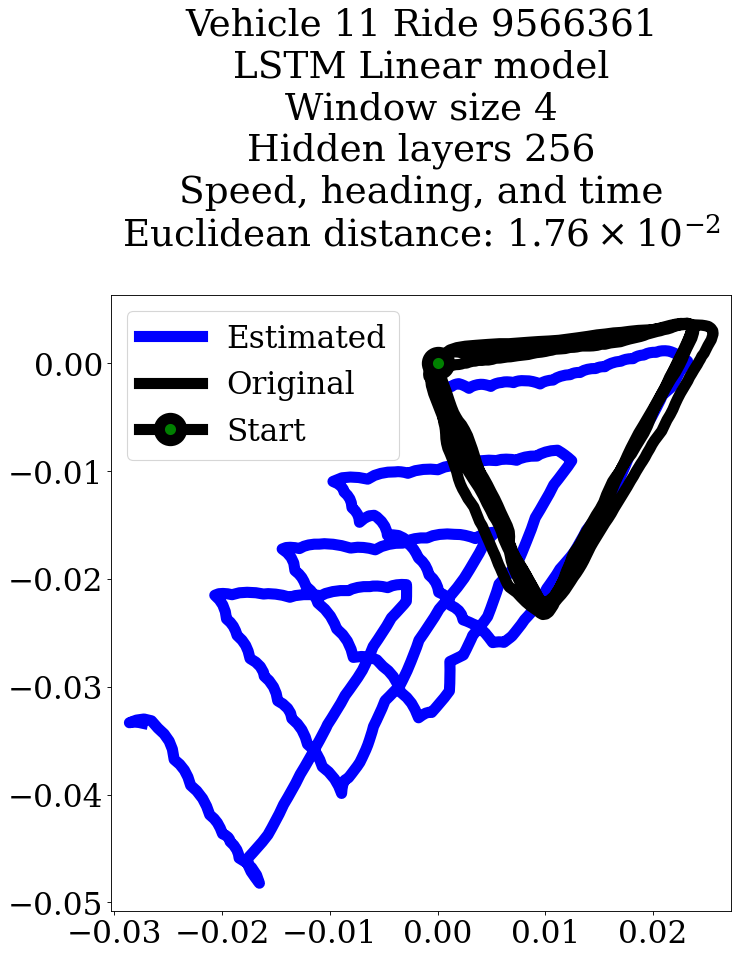 Vehicle 11 Ride 9566361
LSTM Linear model
Window size 4
Hidden layers 256
Speed, heading, and time
Euclidean distance: 1.76 × 10⁻²
Estimated
Original
Start
0.00
−0.01
−0.02
−0.03
−0.04
−0.05
−0.03 −0.02 −0.01 0.00 0.01 0.02